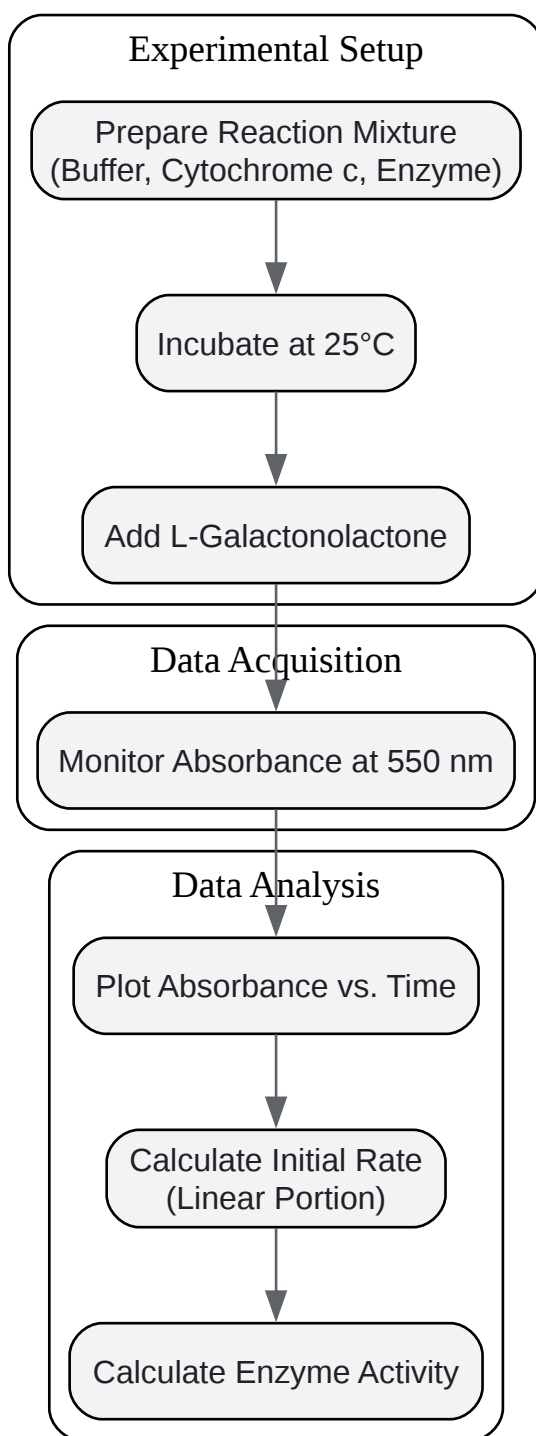 Experimental Setup
Prepare Reaction Mixture
(Buffer, Cytochrome c, Enzyme)
Incubate at 25°C
Add L-Galactonolactone
Data Acquisition
Monitor Absorbance at 550 nm
Data Analysis
Plot Absorbance vs. Time
Calculate Initial Rate
(Linear Portion)
Calculate Enzyme Activity